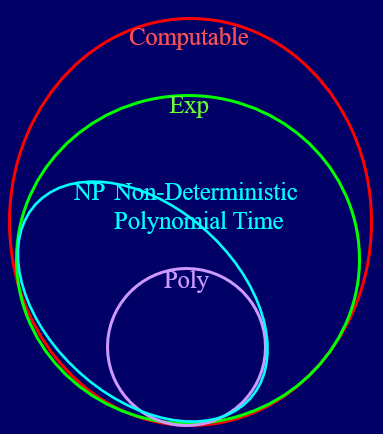 Computable
Exp
NP Non-Deterministic
Polynomial Time
Poly